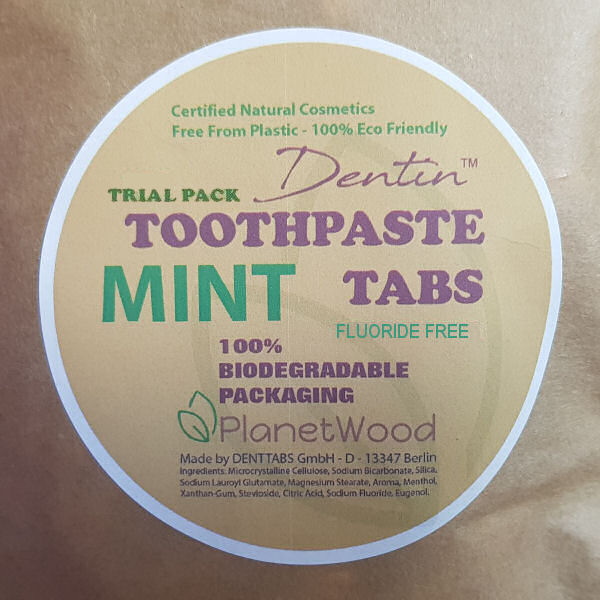 Certified Natural Cosmetics
Free From Plastic - 100% Eco Friendly
Dentin™
TRIAL PACK
TOOTHPASTE
MINT TABS
FLUORIDE FREE
100%
BIODEGRADABLE
PACKAGING
PlanetWood
Made by DENTTABS GmbH - D - 13347 Berlin
Ingredients: Microcrystalline Cellulose, Sodium Bicarbonate, Silica,
Sodium Lauroyl Glutamate, Magnesium Stearate, Aroma, Menthol,
Xanthan-Gum, Stevioside, Citric Acid, Sodium Fluoride, Eugenol.